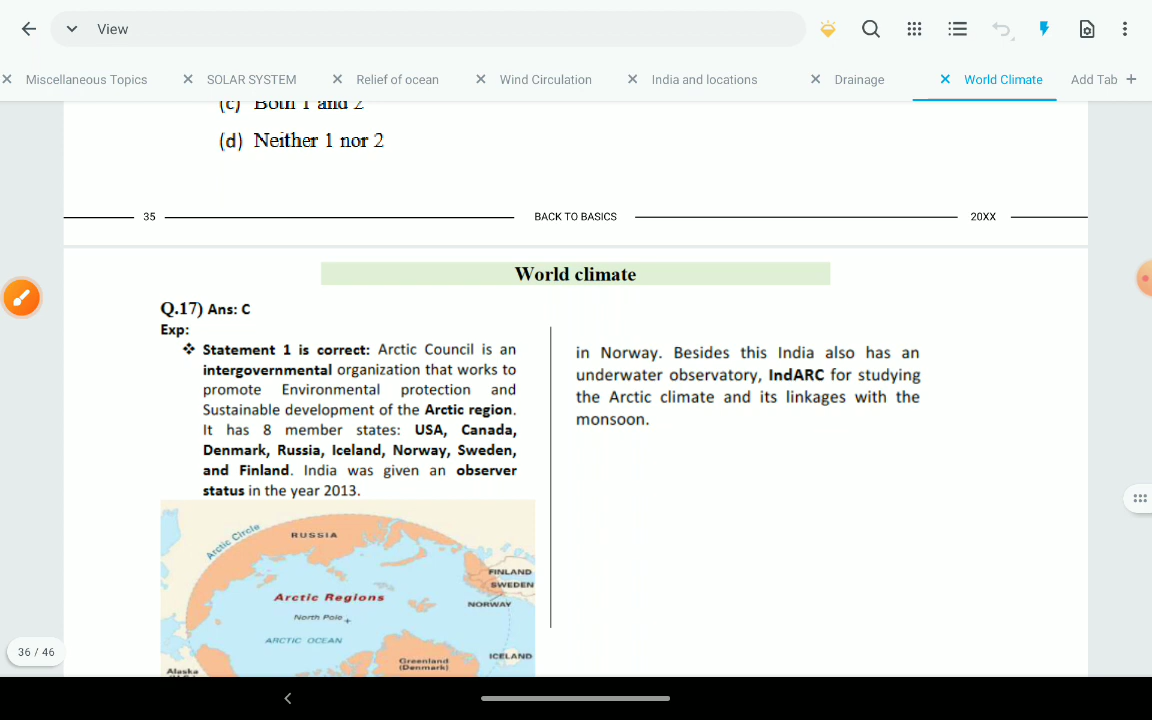 View
Miscellaneous Topics
SOLAR SYSTEM
Relief of ocean
Wind Circulation
India and locations
Drainage
World Climate
Add Tab +
(c) Both 1 and 2
(d) Neither 1 nor 2
35
BACK TO BASICS
20XX
World climate
Q.17) Ans: C
Exp:
❖ Statement 1 is correct: Arctic Council is an
intergovernmental organization that works to
promote Environmental protection and
Sustainable development of the Arctic region.
It has 8 member states: USA, Canada,
Denmark, Russia, Iceland, Norway, Sweden,
and Finland. India was given an observer
status in the year 2013.
Arctic Circle
RUSSIA
FINLAND
SWEDEN
NORWAY
Arctic Regions
North Pole +
ARCTIC OCEAN
ICELAND
Greenland
(Denmark)
Alaska
in Norway. Besides this India also has an
underwater observatory, IndARC for studying
the Arctic climate and its linkages with the
monsoon.
36 / 46